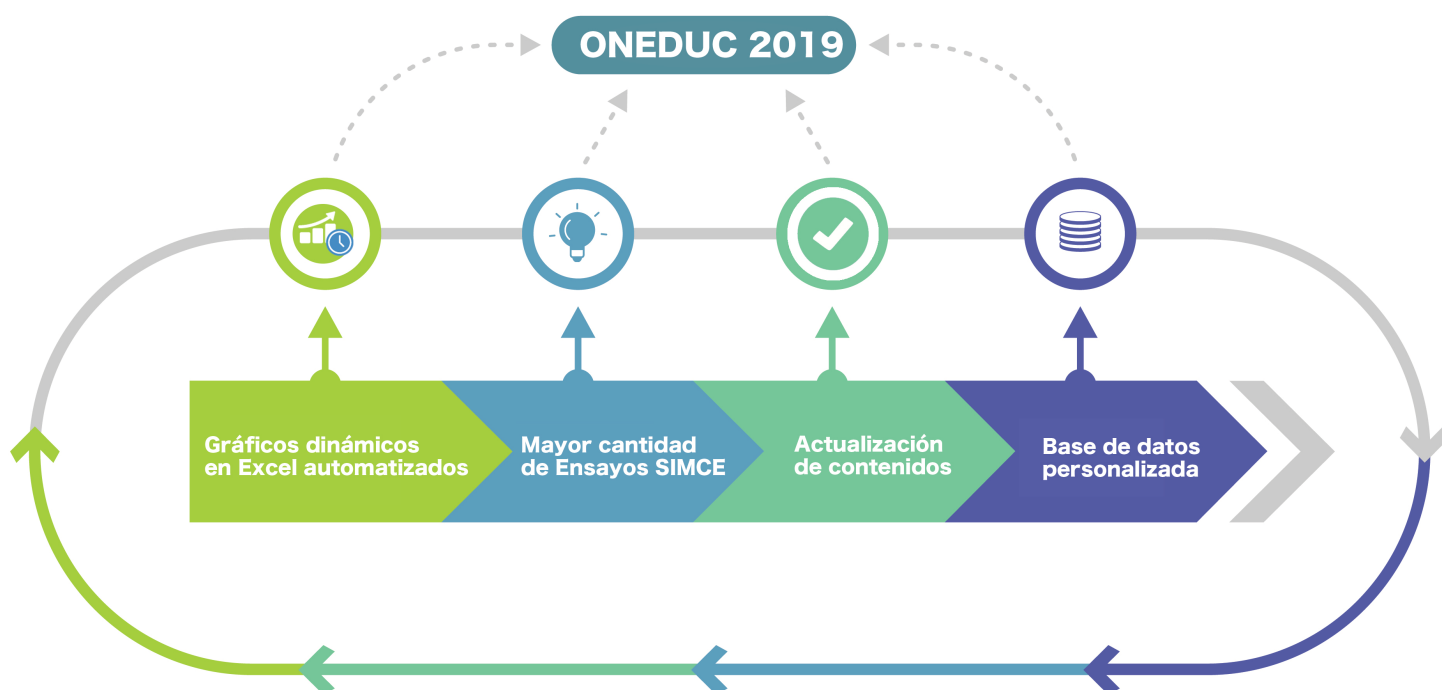 ONEDUC 2019
Gráficos dinámicos
en Excel automatizados
Mayor cantidad
de Ensayos SIMCE
Actualización
de contenidos
Base de datos
personalizada